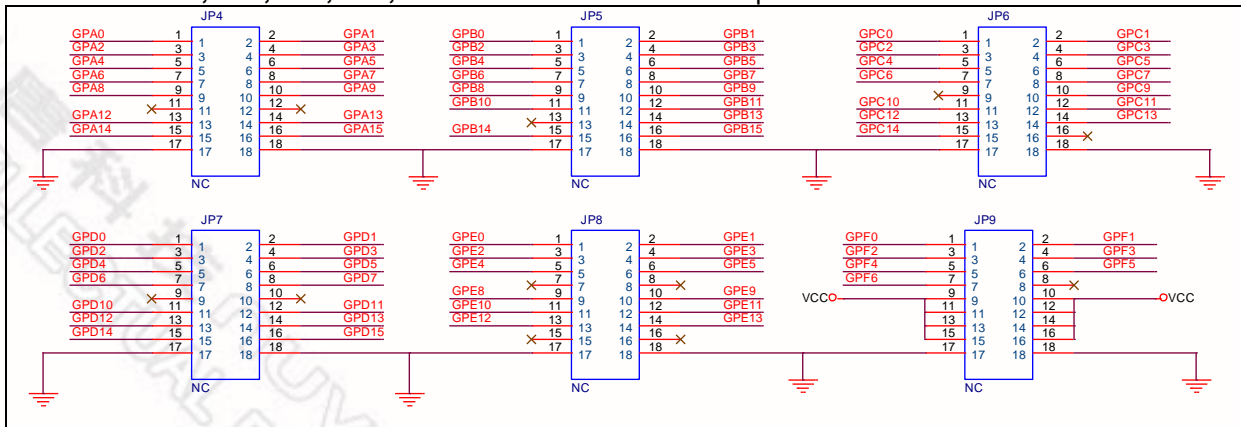 JP4 JP5 JP6
GPA0 1 1 2 2 GPA1 GPB0 1 1 2 2 GPB1 GPC0 1 1 2 2 GPC1
GPA2 3 3 4 4 GPA3 GPB2 3 3 4 4 GPB3 GPC2 3 3 4 4 GPC3
GPA4 5 5 6 6 GPA5 GPB4 5 5 6 6 GPB5 GPC4 5 5 6 6 GPC5
GPA6 7 7 8 8 GPA7 GPB6 7 7 8 8 GPB7 GPC6 7 7 8 8 GPC7
GPA8 9 9 10 10 GPA9 GPB8 9 9 10 10 GPB9 9 9 10 10 GPC9
11 11 12 12 GPB10 11 11 12 12 GPB11 GPC10 11 11 12 12 GPC11
GPA12 13 13 14 14 GPA13 13 13 14 14 GPB13 GPC12 13 13 14 14 GPC13
GPA14 15 15 16 16 GPA15 GPB14 15 15 16 16 GPB15 GPC14 15 15 16 16
17 17 18 18 17 17 18 18 17 17 18 18
NC NC NC
JP7 JP8 JP9
GPD0 1 1 2 2 GPD1 GPE0 1 1 2 2 GPE1 GPF0 1 1 2 2 GPF1
GPD2 3 3 4 4 GPD3 GPE2 3 3 4 4 GPE3 GPF2 3 3 4 4 GPF3
GPD4 5 5 6 6 GPD5 GPE4 5 5 6 6 GPE5 GPF4 5 5 6 6 GPF5
GPD6 7 7 8 8 GPD7 7 7 8 8 GPF6 7 7 8 8
9 9 10 10 GPE8 9 9 10 10 GPE9 VCC 9 9 10 10 VCC
GPD10 11 11 12 12 GPD11 GPE10 11 11 12 12 GPE11 11 11 12 12
GPD12 13 13 14 14 GPD13 GPE12 13 13 14 14 GPE13 13 13 14 14
GPD14 15 15 16 16 GPD15 15 15 16 16 15 15 16 16
17 17 18 18 17 17 18 18 17 17 18 18
NC NC NC
科技